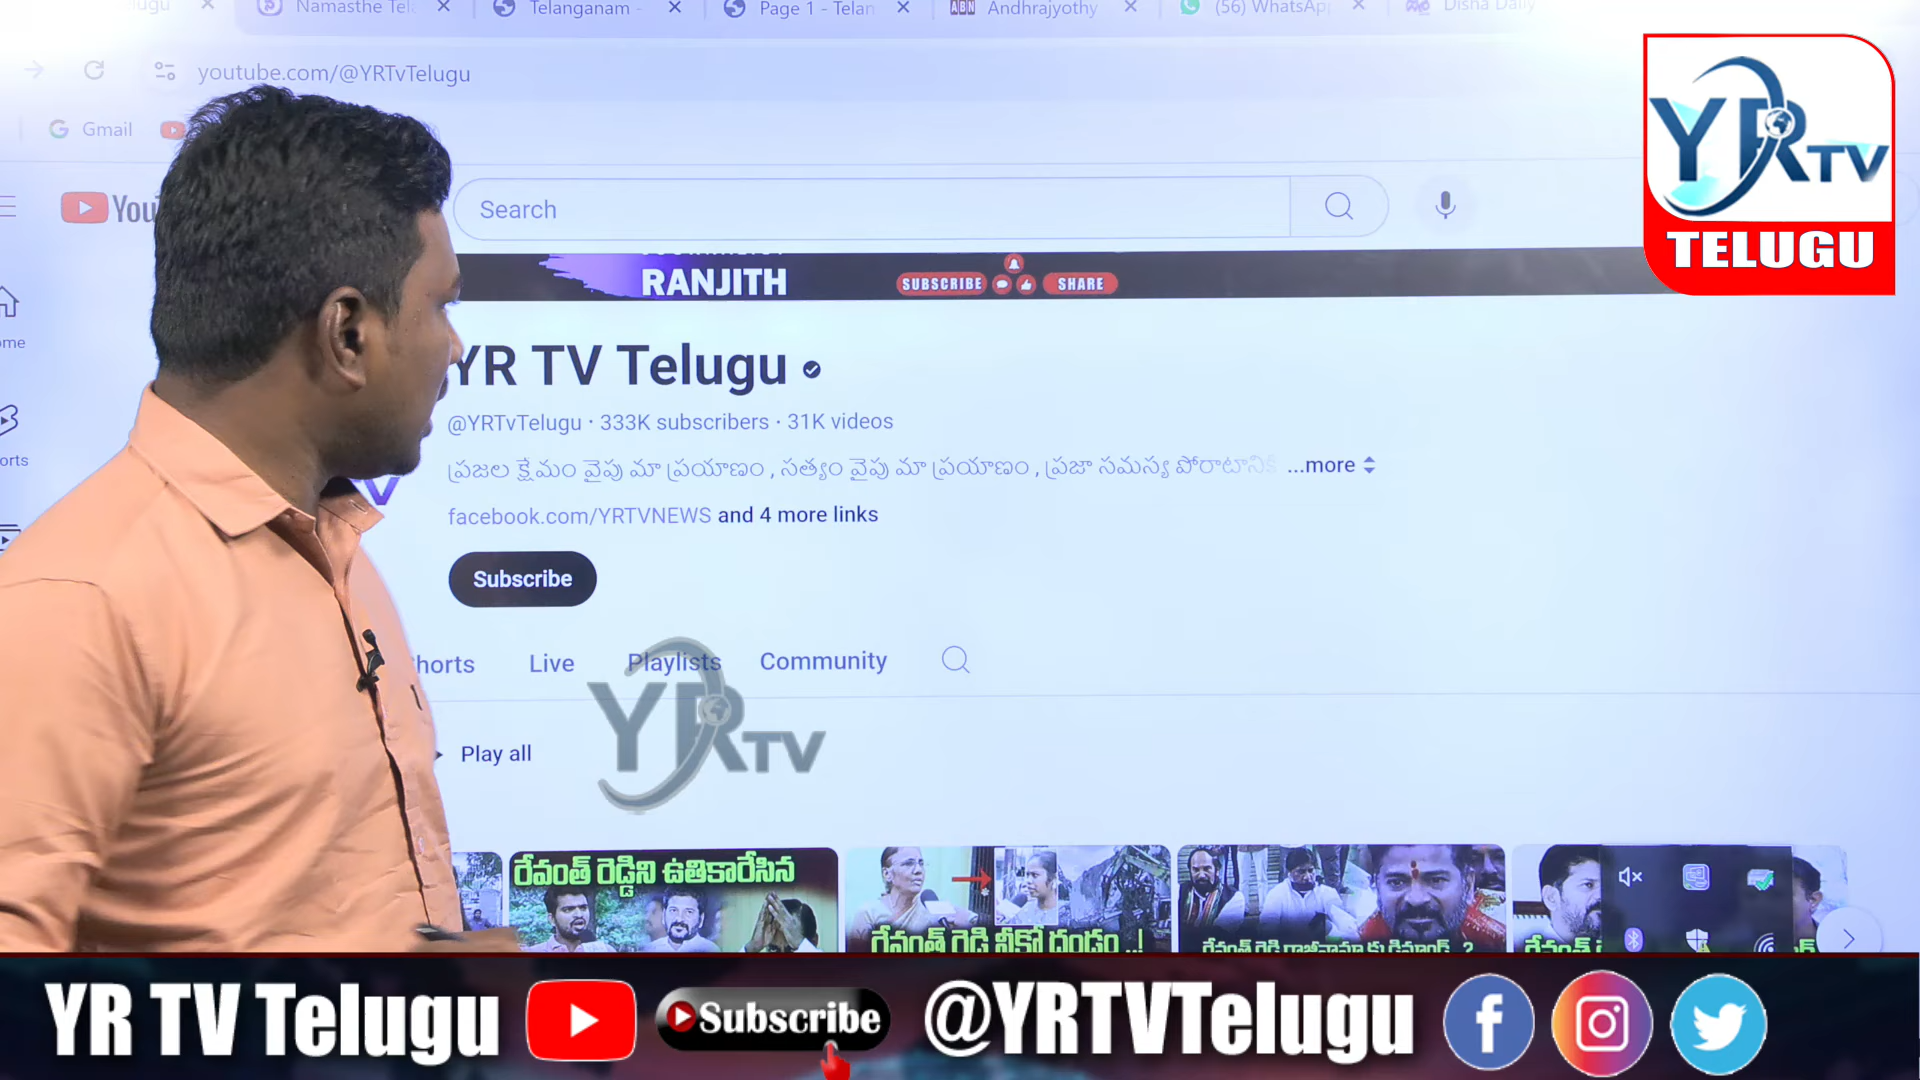 Namasthe Tel
Telanganam -
Page 1 - Telan
ABN Andhrajyothy
(56) WhatsAp
Disha Daily
youtube.com/@YRTvTelugu
Gmail
Search
RANJITH
SUBSCRIBE
SHARE
YR TV
TELUGU
YR TV Telugu
@YRTvTelugu · 333K subscribers · 31K videos
ప్రజల క్షేమం వైపు మా ప్రయాణం , సత్యం వైపు మా ప్రయాణం , ప్రజా సమస్య పోరాటానికి ...more
facebook.com/YRTVNEWS and 4 more links
Subscribe
horts Live Playlists Community
YR TV
Play all
రేవంత్ రెడ్డిని ఉతికారేసిన
రేవంత్ రెడ్డి నీకో దండం ..!
రేవంత్ రెడ్డి రాజీనామాకు డిమాండ్ ..?
YR TV Telugu Subscribe @YRTVTelugu